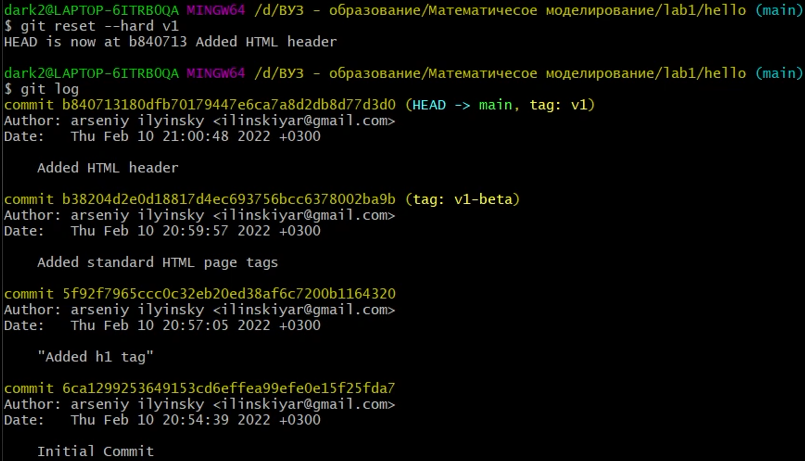 dark2@LAPTOP-6ITRB0QA MINGW64 /d/ВУЗ - образование/Математичесое моделирование/lab1/hello (main)
$ git reset --hard v1
HEAD is now at b840713 Added HTML header
dark2@LAPTOP-6ITRB0QA MINGW64 /d/ВУЗ - образование/Математичесое моделирование/lab1/hello (main)
$ git log
commit b840713180dfb70179447e6ca7a8d2db8d77d3d0 (HEAD -> main, tag: v1)
Author: arseniy ilyinsky <ilinskiyar@gmail.com>
Date:   Thu Feb 10 21:00:48 2022 +0300
Added HTML header
commit b38204d2e0d18817d4ec693756bcc6378002ba9b (tag: v1-beta)
Author: arseniy ilyinsky <ilinskiyar@gmail.com>
Date:   Thu Feb 10 20:59:57 2022 +0300
Added standard HTML page tags
commit 5f92f7965ccc0c32eb20ed38af6c7200b1164320
Author: arseniy ilyinsky <ilinskiyar@gmail.com>
Date:   Thu Feb 10 20:57:05 2022 +0300
"Added h1 tag"
commit 6ca1299253649153cd6effea99efe0e15f25fda7
Author: arseniy ilyinsky <ilinskiyar@gmail.com>
Date:   Thu Feb 10 20:54:39 2022 +0300
Initial Commit